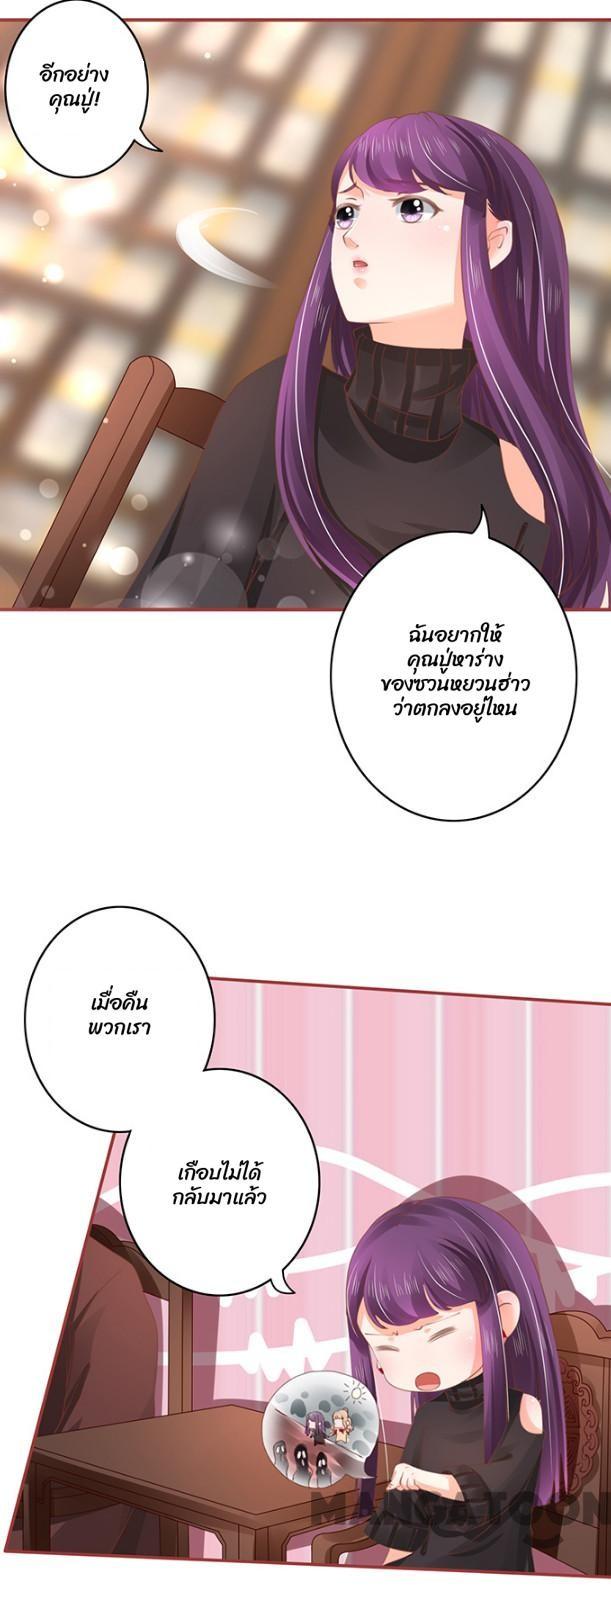 อีกอย่าง
คุณปู่!
ฉันอยากให้
คุณปู่หาร่าง
ของซวนหยวนฮ่าว
ว่าตกลงอยู่ไหน
เมื่อคืน
พวกเรา
เกือบไม่ได้
กลับมาแล้ว
MANGATOON